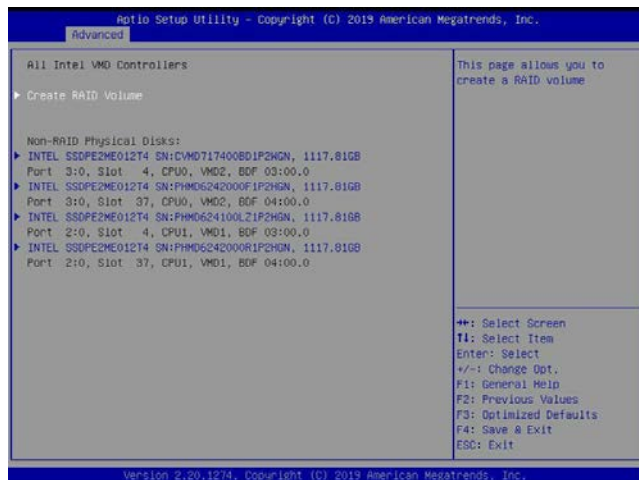 Aptio Setup Utility - Copyright (C) 2019 American Megatrends, Inc.
Advanced
All Intel VMD Controllers
Create RAID Volume
Non-RAID Physical Disks:
INTEL SSDPE2ME012T4 SN:CVMD717400BD1P2WGN, 1117.81GB
Port 3:0, Slot 4, CPU0, VMD2, BDF 03:00.0
INTEL SSDPE2ME012T4 SN:PHMD6242000F1P2HGN, 1117.81GB
Port 3:0, Slot 37, CPU0, VMD2, BDF 04:00.0
INTEL SSDPE2ME012T4 SN:PHMD624100LZ1P2HGN, 1117.81GB
Port 2:0, Slot 4, CPU1, VMD1, BDF 03:00.0
INTEL SSDPE2ME012T4 SN:PHMD6242000R1P2HGN, 1117.81GB
Port 2:0, Slot 37, CPU1, VMD1, BDF 04:00.0
This page allows you to
create a RAID volume
→←: Select Screen
↑↓: Select Item
Enter: Select
+/-: Change Opt.
F1: General Help
F2: Previous Values
F3: Optimized Defaults
F4: Save & Exit
ESC: Exit
Version 2.20.1274. Copyright (C) 2019 American Megatrends, Inc.